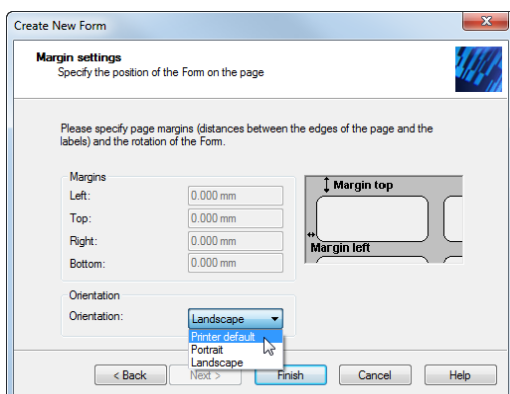 Create New Form
Margin settings
Specify the position of the Form on the page
Please specify page margins (distances between the edges of the page and the
labels) and the rotation of the Form.
Margins
Left: 0.000 mm
Top: 0.000 mm
Right: 0.000 mm
Bottom: 0.000 mm
Margin top
Margin left
Orientation
Orientation: Landscape
Printer default
Portrait
Landscape
< Back Next > Finish Cancel Help